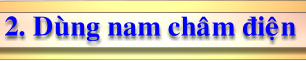 2. Dùng nam châm điện